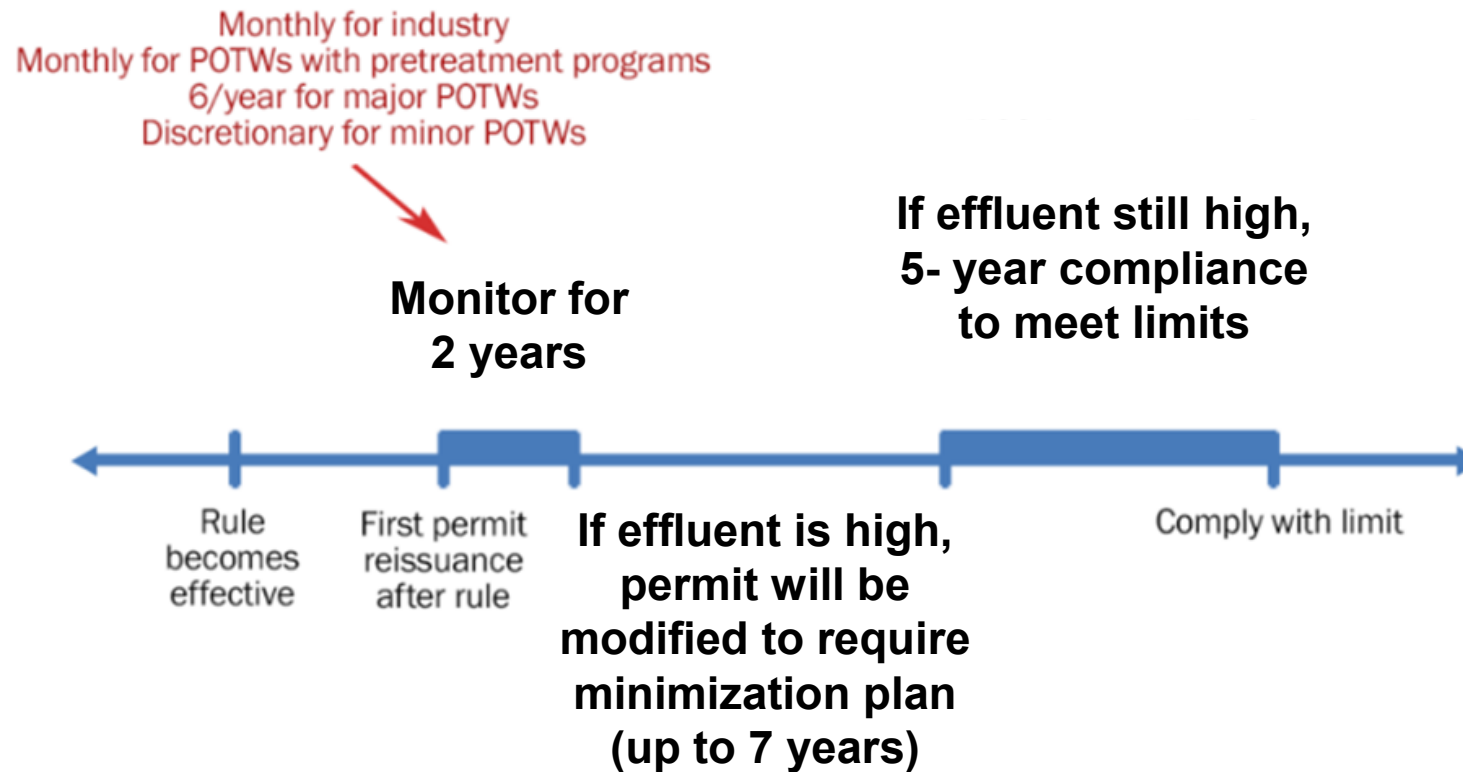 Monthly for industry
Monthly for POTWs with pretreatment programs
6/year for major POTWs
Discretionary for minor POTWs
Monitor for
2 years
If effluent still high,
5- year compliance
to meet limits
Rule
becomes
effective
First permit
reissuance
after rule
If effluent is high,
permit will be
modified to require
minimization plan
(up to 7 years)
Comply with limit